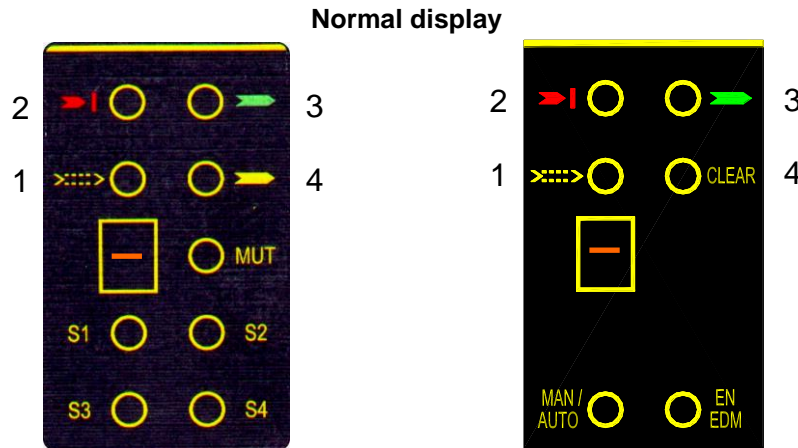 Normal display
2 3
1 4
MUT
S1 S2
S3 S4
2 3
1 CLEAR 4
MAN / EN
AUTO EDM